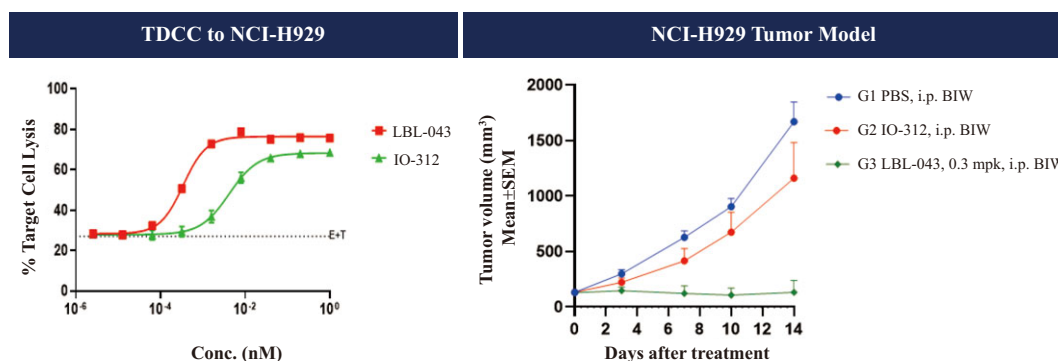 TDCC to NCI-H929
% Target Cell Lysis
100
80
60
40
20
0
10⁻⁶
10⁻⁴
10⁻²
10⁰
Conc. (nM)
E+T
LBL-043
IO-312
NCI-H929 Tumor Model
Tumor volume (mm³)
Mean±SEM
2000
1500
1000
500
0
0 2 4 6 8 10 12 14
Days after treatment
G1 PBS, i.p. BIW
G2 IO-312, i.p. BIW
G3 LBL-043, 0.3 mpk, i.p. BIW